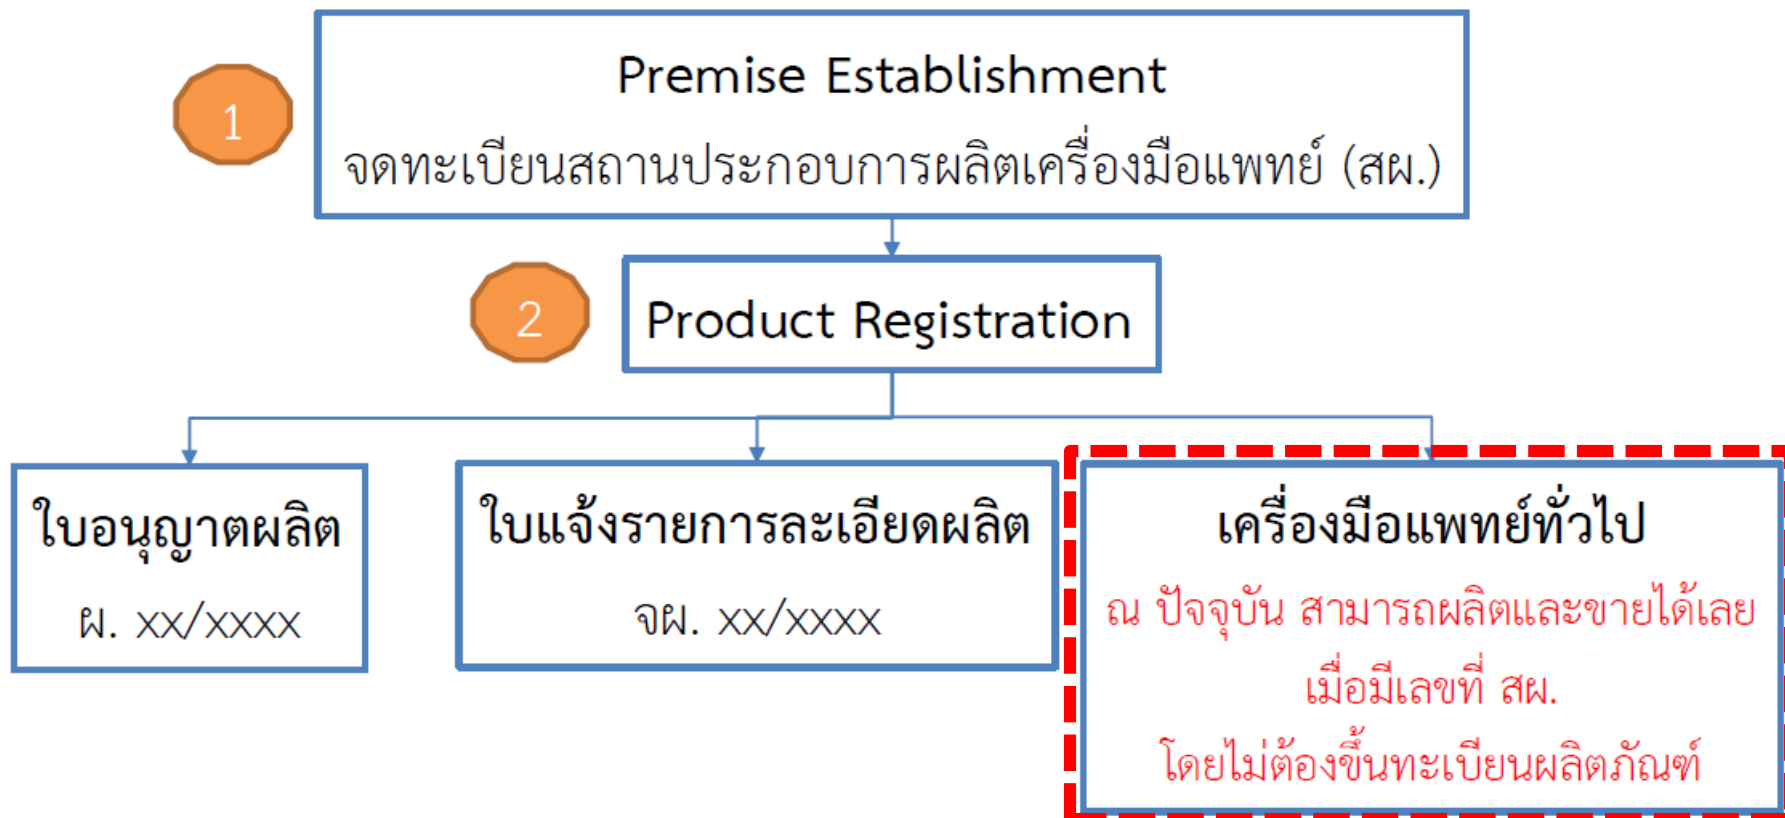 1
Premise Establishment
จดทะเบียนสถานประกอบการผลิตเครื่องมือแพทย์ (สผ.)
2
Product Registration
ใบอนุญาตผลิต
ผ. xx/xxxx
ใบแจ้งรายการละเอียดผลิต
จผ. xx/xxxx
เครื่องมือแพทย์ทั่วไป
ณ ปัจจุบัน สามารถผลิตและขายได้เลย
เมื่อมีเลขที่ สผ.
โดยไม่ต้องขึ้นทะเบียนผลิตภัณฑ์